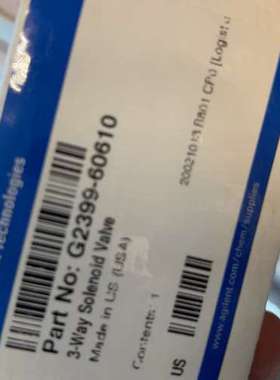 Technologies
Part No: G2399-60610
3-Way Solenoid Valve
Made in US (USA)
Contents: 1
US
www.agilent.com/chem/supplies